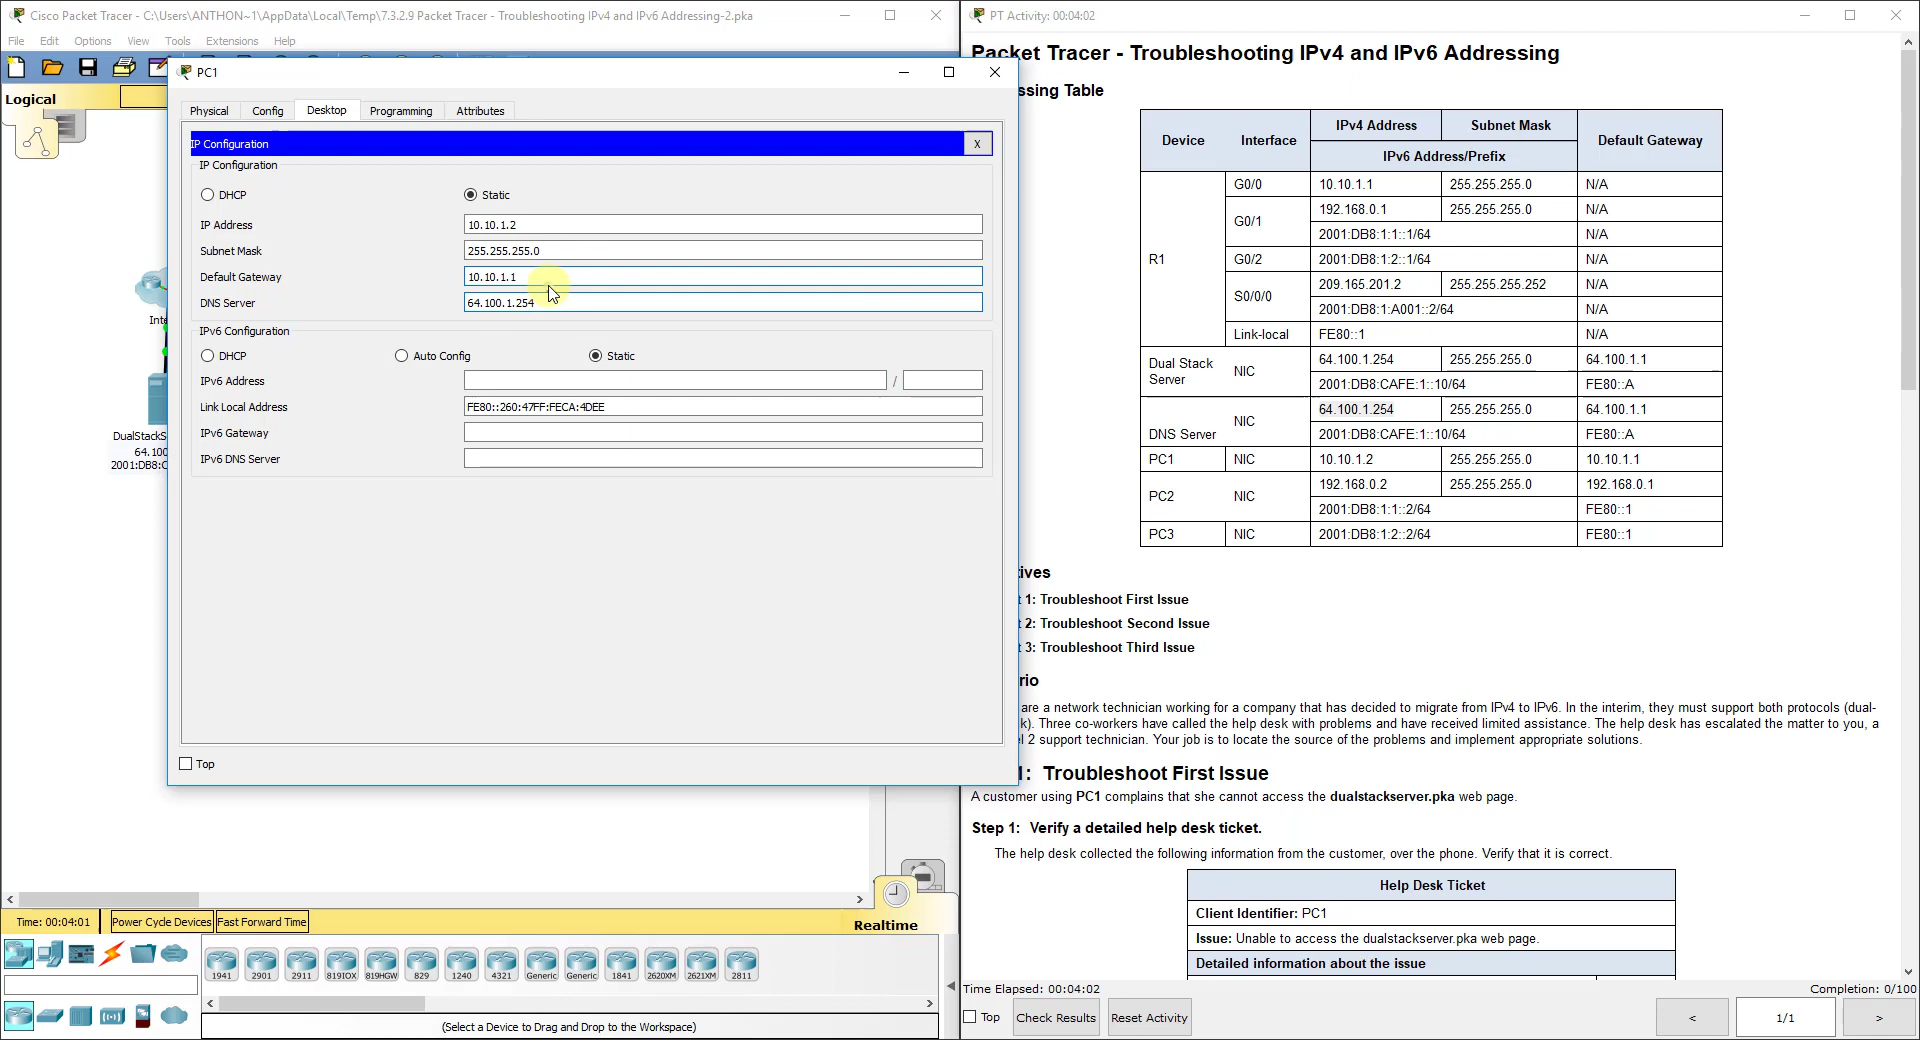 Cisco Packet Tracer - C:\Users\ANTHON~1\AppData\Local\Temp\7.3.2.9 Packet Tracer - Troubleshooting IPv4 and IPv6 Addressing-2.pka
File Edit Options View Tools Extensions Help
Logical
PC1
Physical Config Desktop Programming Attributes
IP Configuration
X
IP Configuration
DHCP Static
IP Address 10.10.1.2
Subnet Mask 255.255.255.0
Default Gateway 10.10.1.1
DNS Server 64.100.1.254
IPv6 Configuration
DHCP Auto Config Static
IPv6 Address /
Link Local Address FE80::260:47FF:FECA:4DEE
IPv6 Gateway
IPv6 DNS Server
Top
Inte
DualStackS
64.100
2001:DB8:C
Time: 00:04:01 Power Cycle Devices Fast Forward Time
Realtime
1941 2901 2911 819IOX 819HGW 829 1240 4321 Generic Generic 1841 2620XM 2621XM 2811
(Select a Device to Drag and Drop to the Workspace)
PT Activity: 00:04:02
Packet Tracer - Troubleshooting IPv4 and IPv6 Addressing
ssing Table
Device Interface IPv4 Address Subnet Mask Default Gateway
IPv6 Address/Prefix
R1 G0/0 10.10.1.1 255.255.255.0 N/A
G0/1 192.168.0.1 255.255.255.0 N/A
2001:DB8:1:1::1/64 N/A
G0/2 2001:DB8:1:2::1/64 N/A
S0/0/0 209.165.201.2 255.255.255.252 N/A
2001:DB8:1:A001::2/64 N/A
Link-local FE80::1 N/A
Dual Stack Server NIC 64.100.1.254 255.255.255.0 64.100.1.1
2001:DB8:CAFE:1::10/64 FE80::A
DNS Server NIC 64.100.1.254 255.255.255.0 64.100.1.1
2001:DB8:CAFE:1::10/64 FE80::A
PC1 NIC 10.10.1.2 255.255.255.0 10.10.1.1
PC2 NIC 192.168.0.2 255.255.255.0 192.168.0.1
2001:DB8:1:1::2/64 FE80::1
PC3 NIC 2001:DB8:1:2::2/64 FE80::1
tives
t 1: Troubleshoot First Issue
t 2: Troubleshoot Second Issue
t 3: Troubleshoot Third Issue
rio
are a network technician working for a company that has decided to migrate from IPv4 to IPv6. In the interim, they must support both protocols (dual-
k). Three co-workers have called the help desk with problems and have received limited assistance. The help desk has escalated the matter to you, a
l 2 support technician. Your job is to locate the source of the problems and implement appropriate solutions.
1: Troubleshoot First Issue
A customer using PC1 complains that she cannot access the dualstackserver.pka web page.
Step 1: Verify a detailed help desk ticket.
The help desk collected the following information from the customer, over the phone. Verify that it is correct.
Help Desk Ticket
Client Identifier: PC1
Issue: Unable to access the dualstackserver.pka web page.
Detailed information about the issue
Time Elapsed: 00:04:02 Completion: 0/100
Top Check Results Reset Activity < 1/1 >